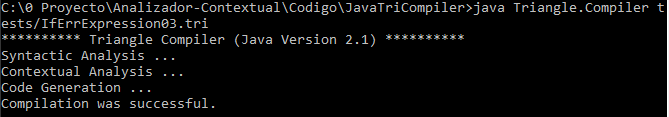 C:\0 Proyecto\Analizador-Contextual\Codigo\JavaTriCompiler>java Triangle.Compiler t
ests/IfErrExpression03.tri
********** Triangle Compiler (Java Version 2.1) **********
Syntactic Analysis ...
Contextual Analysis ...
Code Generation ...
Compilation was successful.